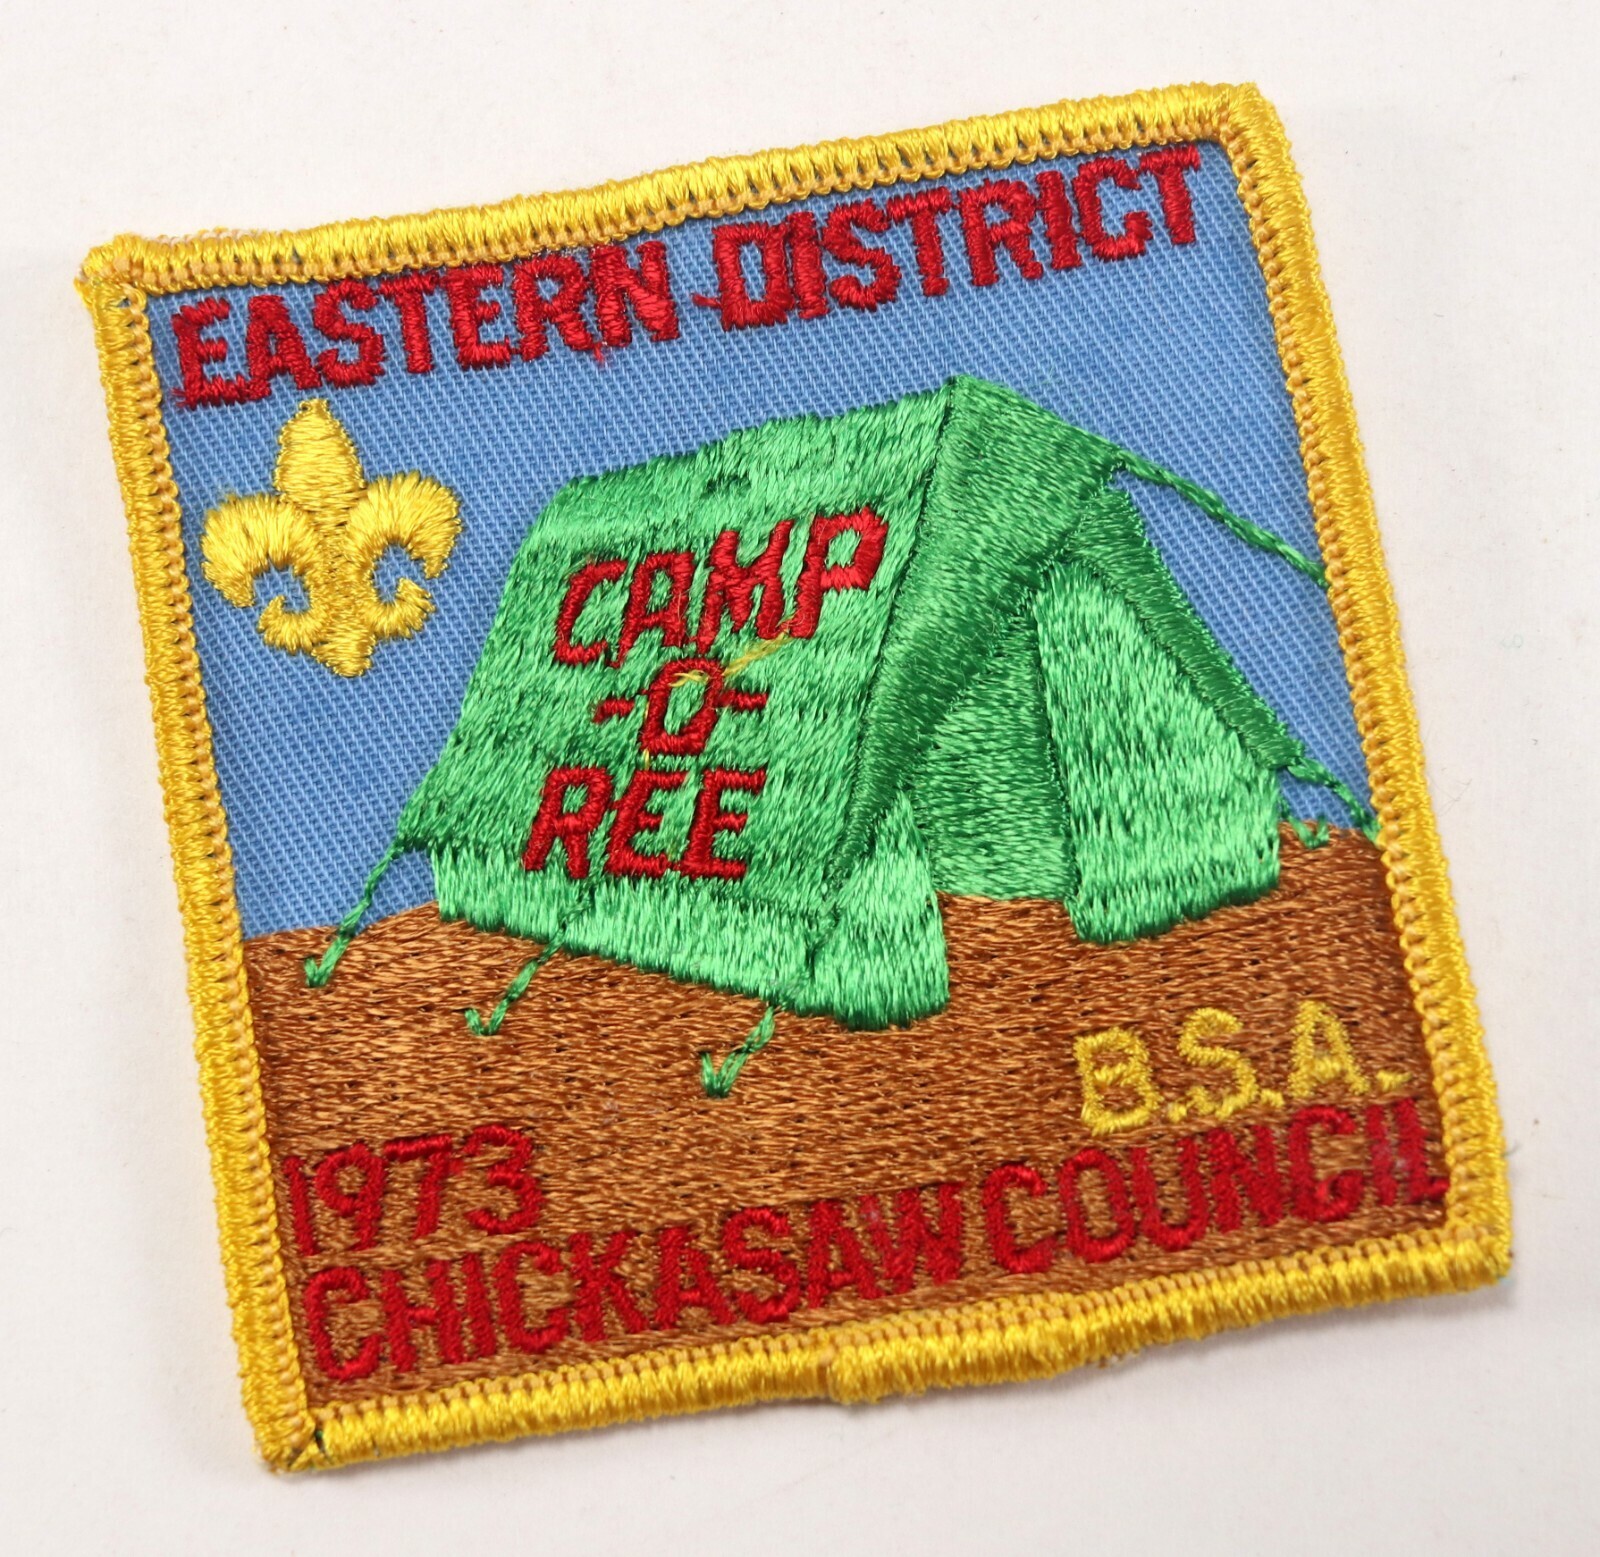 EASTERN DISTRICT
CAMP
-O-
REE
B.S.A.
1973
CHICKASAW COUNCIL